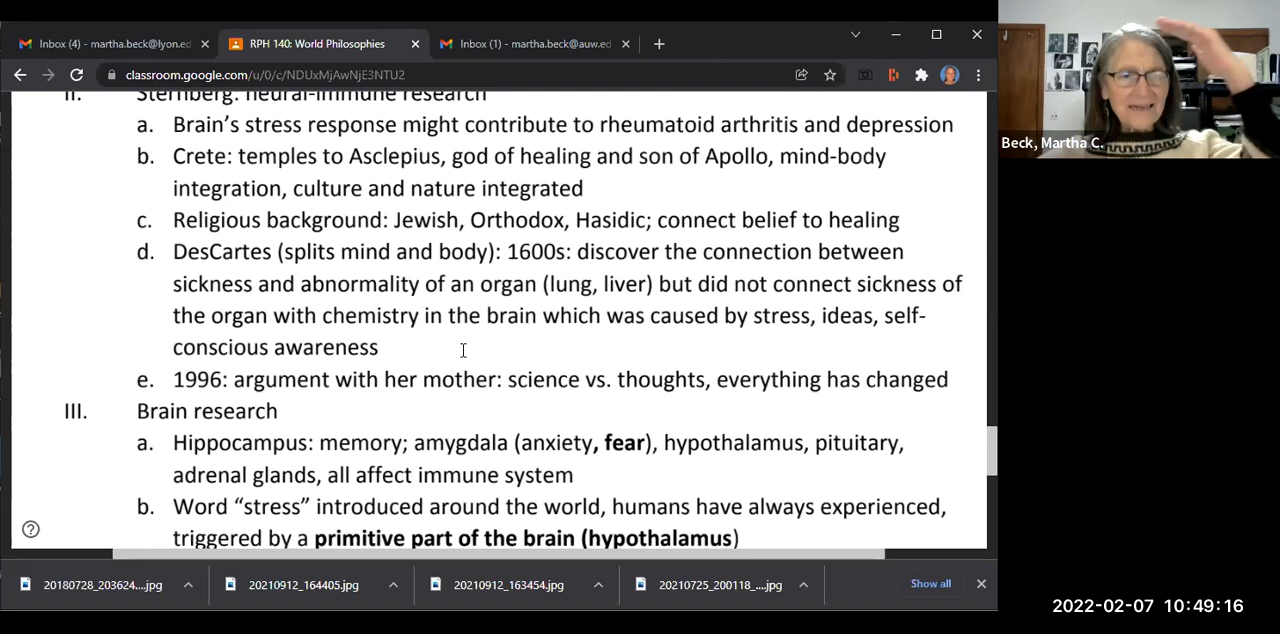 Inbox (4) - martha.beck@lyon.ed
RPH 140: World Philosophies
Inbox (1) - martha.beck@auw.ed
classroom.google.com/u/0/c/NDUxMjAwNjE3NTU2
II. Sternberg: neural-immune research
a. Brain's stress response might contribute to rheumatoid arthritis and depression
b. Crete: temples to Asclepius, god of healing and son of Apollo, mind-body
integration, culture and nature integrated
c. Religious background: Jewish, Orthodox, Hasidic; connect belief to healing
d. DesCartes (splits mind and body): 1600s: discover the connection between
sickness and abnormality of an organ (lung, liver) but did not connect sickness of
the organ with chemistry in the brain which was caused by stress, ideas, self-
conscious awareness
e. 1996: argument with her mother: science vs. thoughts, everything has changed
III. Brain research
a. Hippocampus: memory; amygdala (anxiety, fear), hypothalamus, pituitary,
adrenal glands, all affect immune system
b. Word "stress" introduced around the world, humans have always experienced,
triggered by a primitive part of the brain (hypothalamus)
20180728_203624....jpg
20210912_164405.jpg
20210912_163454.jpg
20210725_200118_....jpg
Show all
Beck, Martha C.
2022-02-07 10:49:16